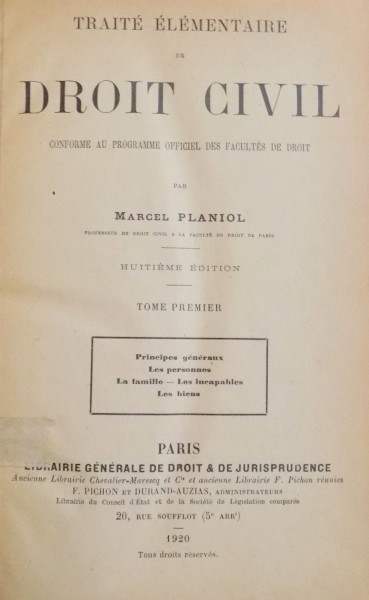 TRAITÉ ÉLÉMENTAIRE
DE
DROIT CIVIL
CONFORME AU PROGRAMME OFFICIEL DES FACULTÉS DE DROIT
PAR
MARCEL PLANIOL
PROFESSEUR DE DROIT CIVIL A LA FACULTÉ DE DROIT DE PARIS
HUITIÈME ÉDITION
TOME PREMIER
Principes généraux
Les personnes
La famille — Les incapables
Les biens
PARIS
LIBRAIRIE GÉNÉRALE DE DROIT & DE JURISPRUDENCE
Ancienne Librairie Chevalier-Marescq et Cie et ancienne Librairie F. Pichon réunies
F. PICHON ET DURAND-AUZIAS, ADMINISTRATEURS
Librairie du Conseil d'État et de la Société de Législation comparée
20, RUE SOUFFLOT (5e ARRt)
1920
Tous droits réservés.